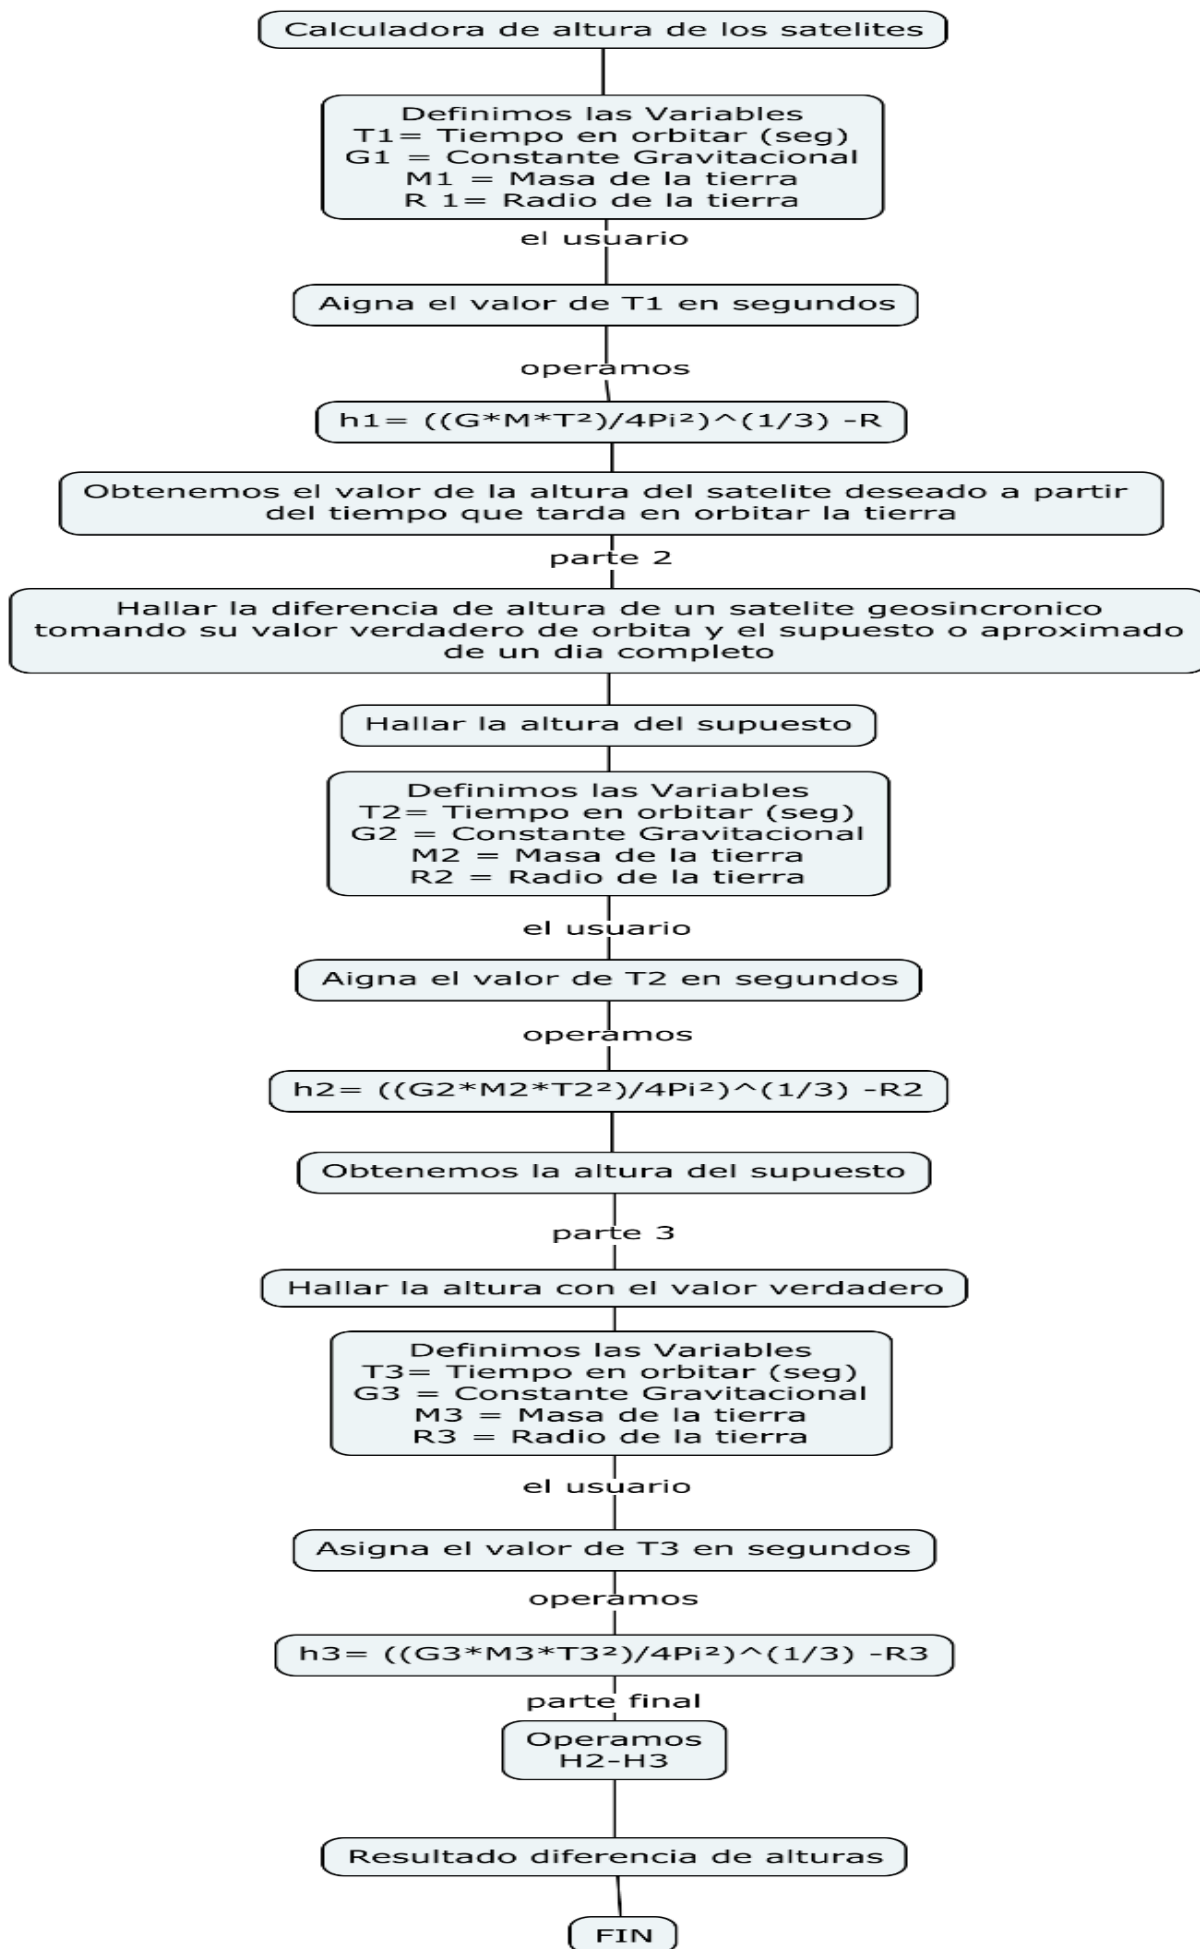 Calculadora de altura de los satelites
Definimos las Variables
T1= Tiempo en orbitar (seg)
G1 = Constante Gravitacional
M1 = Masa de la tierra
R 1= Radio de la tierra
el usuario
Aigna el valor de T1 en segundos
operamos
h1= ((G*M*T²)/4Pi²)^(1/3) -R
Obtenemos el valor de la altura del satelite deseado a partir
del tiempo que tarda en orbitar la tierra
parte 2
Hallar la diferencia de altura de un satelite geosincronico
tomando su valor verdadero de orbita y el supuesto o aproximado
de un dia completo
Hallar la altura del supuesto
Definimos las Variables
T2= Tiempo en orbitar (seg)
G2 = Constante Gravitacional
M2 = Masa de la tierra
R2 = Radio de la tierra
el usuario
Aigna el valor de T2 en segundos
operamos
h2= ((G2*M2*T2²)/4Pi²)^(1/3) -R2
Obtenemos la altura del supuesto
parte 3
Hallar la altura con el valor verdadero
Definimos las Variables
T3= Tiempo en orbitar (seg)
G3 = Constante Gravitacional
M3 = Masa de la tierra
R3 = Radio de la tierra
el usuario
Asigna el valor de T3 en segundos
operamos
h3= ((G3*M3*T3²)/4Pi²)^(1/3) -R3
parte final
Operamos
H2-H3
Resultado diferencia de alturas
FIN